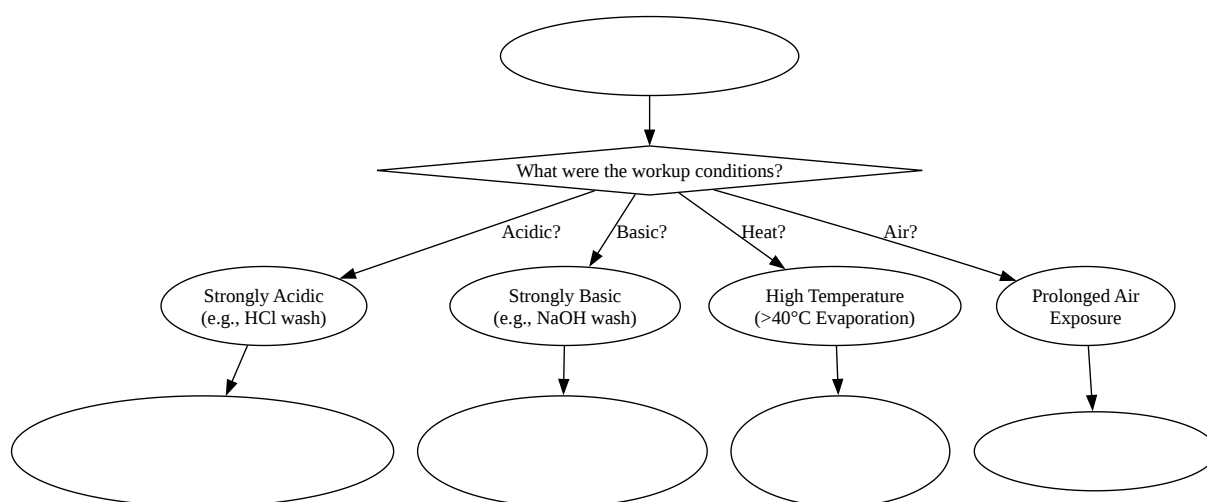 What were the workup conditions?
Acidic?
Basic?
Heat?
Air?
Strongly Acidic
(e.g., HCl wash)
Strongly Basic
(e.g., NaOH wash)
High Temperature
(>40°C Evaporation)
Prolonged Air
Exposure